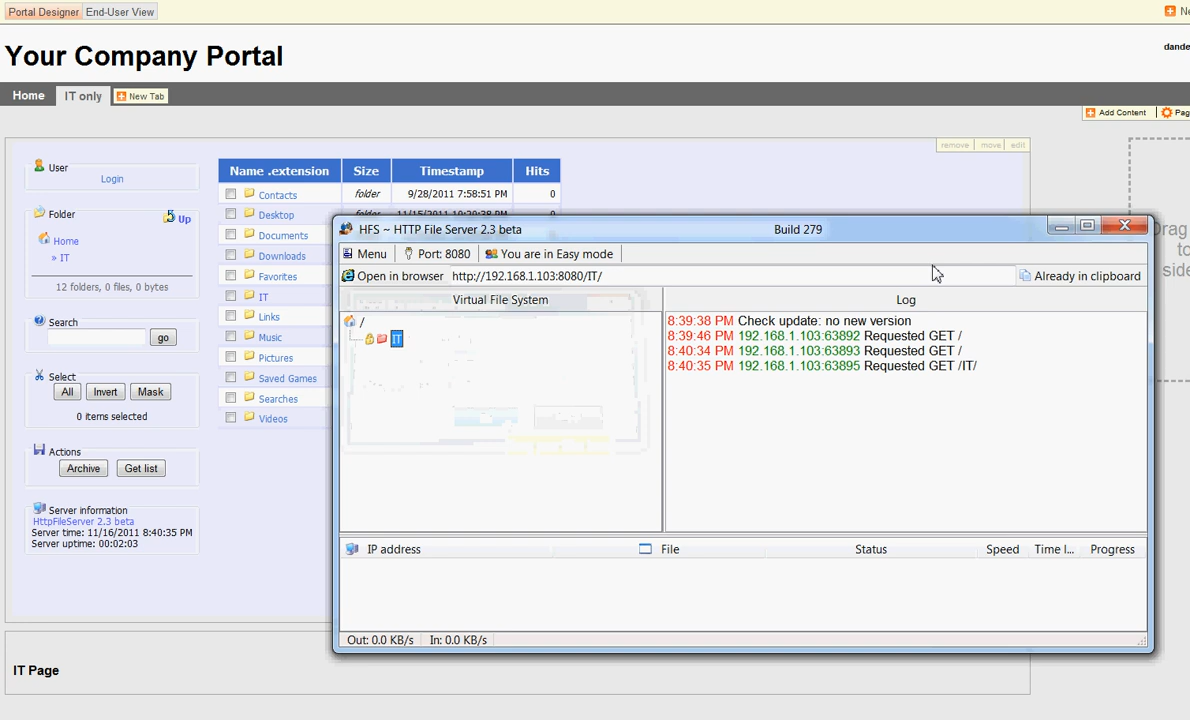 Portal Designer End-User View
Your Company Portal
dande
Home IT only New Tab
Add Content
remove move edit
User
Login
Folder
Up
Home
» IT
12 folders, 0 files, 0 bytes
Search
go
Select
All Invert Mask
0 items selected
Actions
Archive Get list
Server information
HttpFileServer 2.3 beta
Server time: 11/16/2011 8:40:35 PM
Server uptime: 00:02:03
Name .extension Size Timestamp Hits
Contacts folder 9/28/2011 7:58:51 PM 0
Desktop
Documents
Downloads
Favorites
IT
Links
Music
Pictures
Saved Games
Searches
Videos
HFS ~ HTTP File Server 2.3 beta Build 279
Menu Port: 8080 You are in Easy mode
Open in browser http://192.168.1.103:8080/IT/ Already in clipboard
Virtual File System
/
IT
Log
8:39:38 PM Check update: no new version
8:39:46 PM 192.168.1.103:63892 Requested GET /
8:40:34 PM 192.168.1.103:63893 Requested GET /
8:40:35 PM 192.168.1.103:63895 Requested GET /IT/
IP address File Status Speed Time l... Progress
Out: 0.0 KB/s In: 0.0 KB/s
IT Page